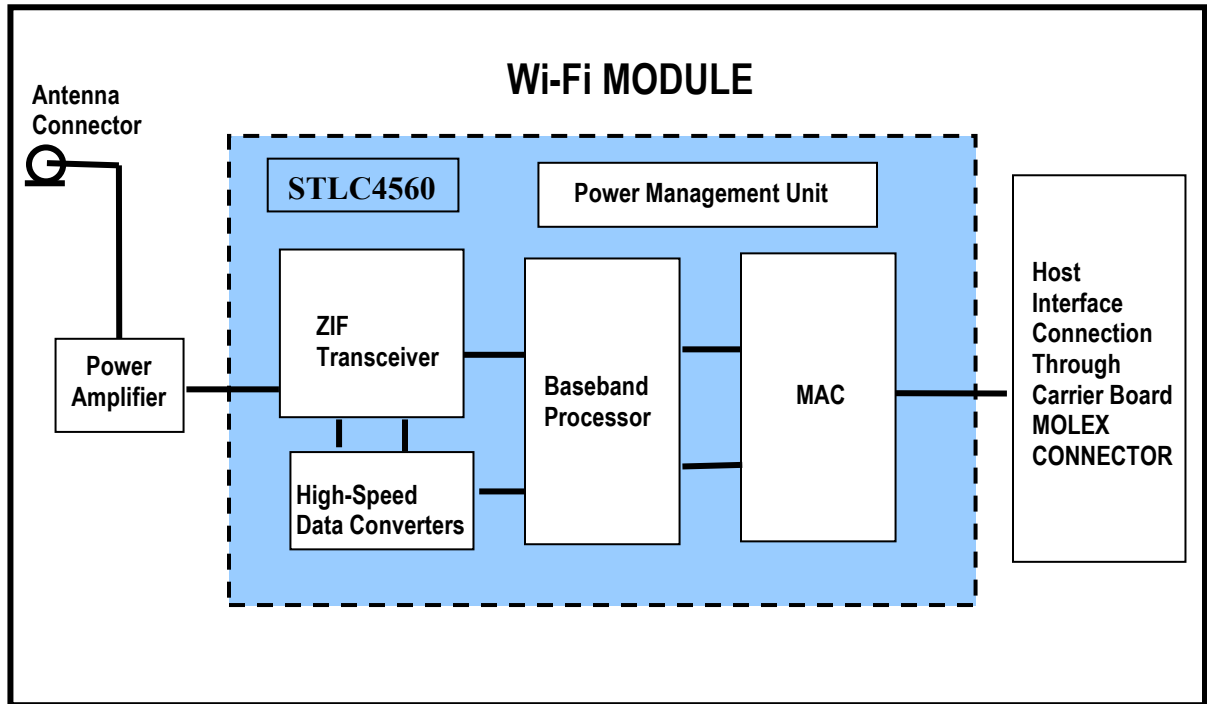 Wi-Fi MODULE
Antenna
Connector
STLC4560
Power Management Unit
ZIF
Transceiver
Power
Amplifier
Baseband
Processor
MAC
High-Speed
Data Converters
Host
Interface
Connection
Through
Carrier Board
MOLEX
CONNECTOR